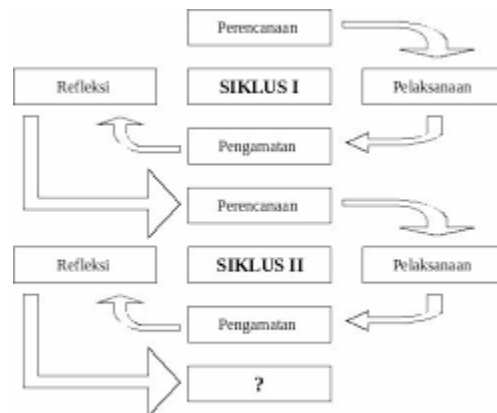 Perencanaan
Refleksi
SIKLUS I
Pelaksanaan
Pengamatan
Perencanaan
Refleksi
SIKLUS II
Pelaksanaan
Pengamatan
?